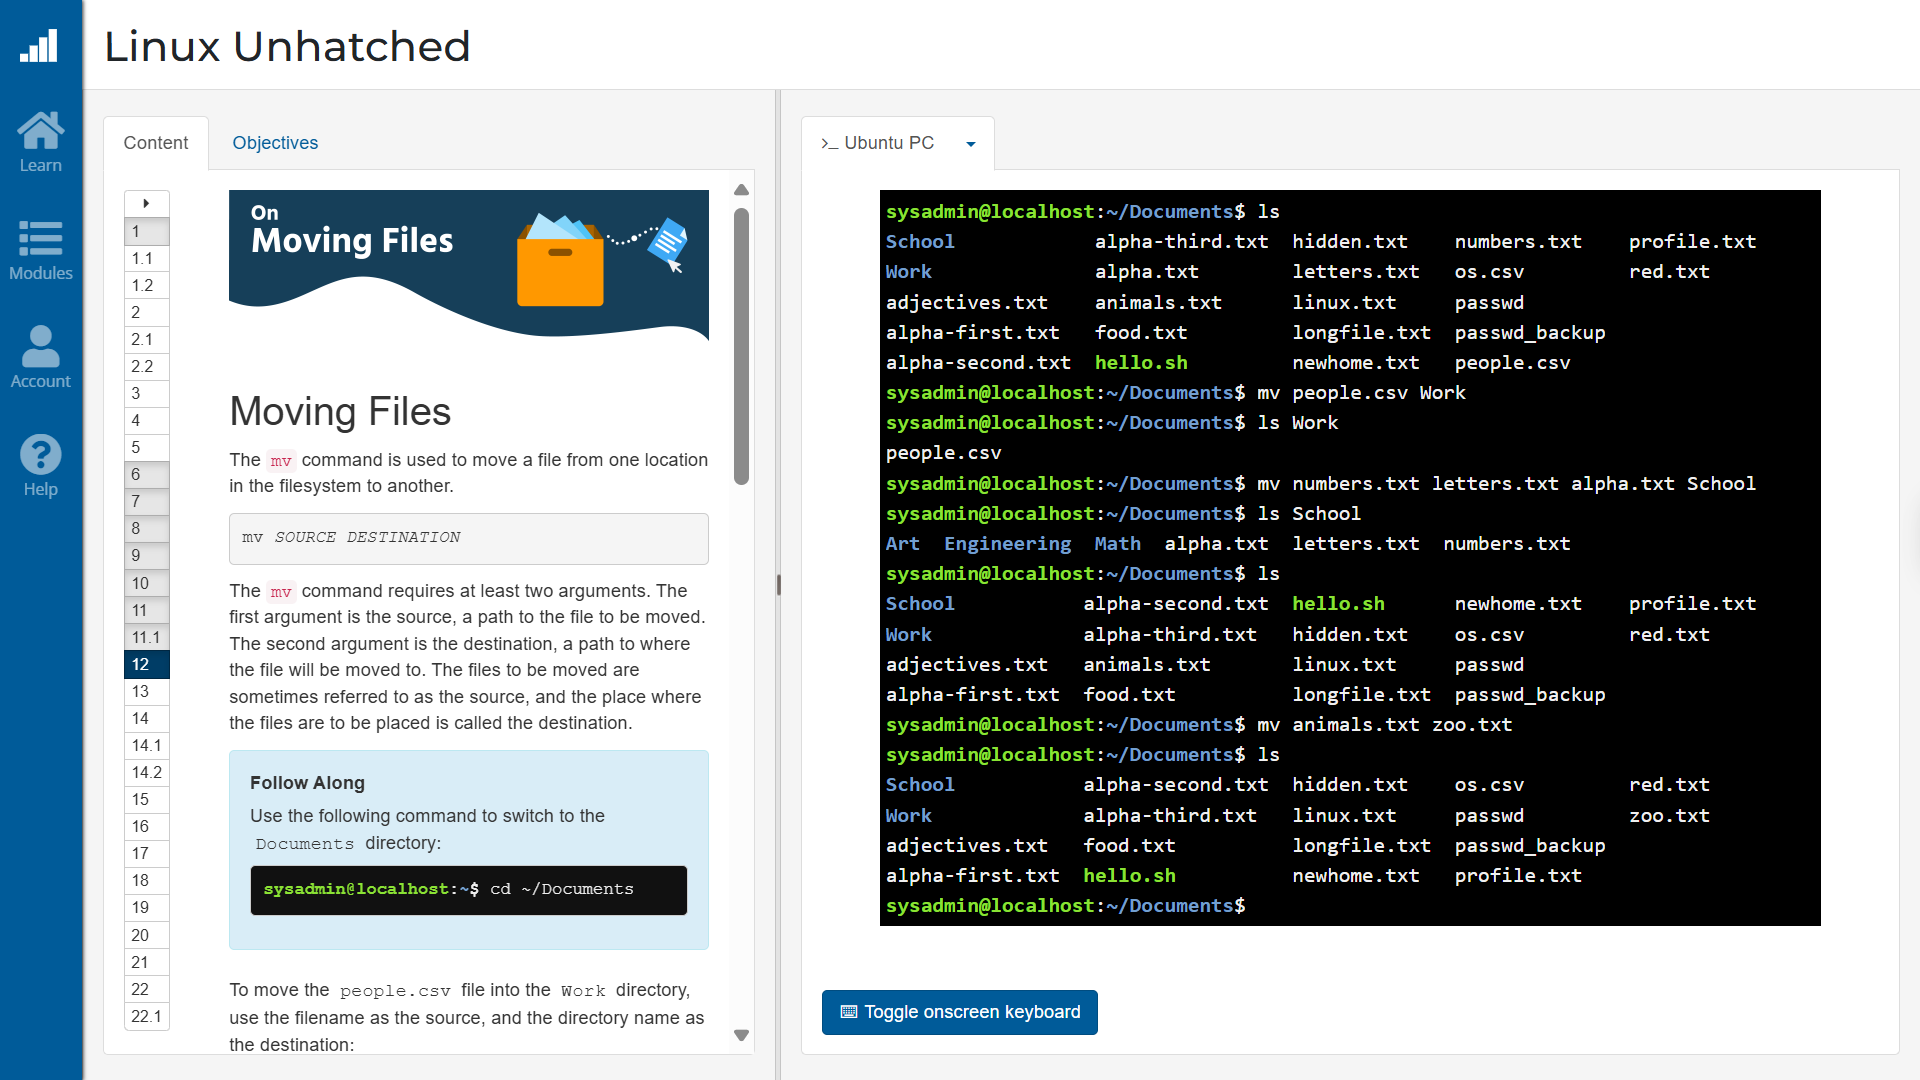 Linux Unhatched
Learn
Modules
Account
Help
Content
Objectives
1
1.1
1.2
2
2.1
2.2
3
4
5
6
7
8
9
10
11
11.1
12
13
14
14.1
14.2
15
16
17
18
19
20
21
22
22.1
On
Moving Files
Moving Files
The mv command is used to move a file from one location
in the filesystem to another.
mv SOURCE DESTINATION
The mv command requires at least two arguments. The
first argument is the source, a path to the file to be moved.
The second argument is the destination, a path to where
the file will be moved to. The files to be moved are
sometimes referred to as the source, and the place where
the files are to be placed is called the destination.
Follow Along
Use the following command to switch to the
Documents directory:
sysadmin@localhost:~$ cd ~/Documents
To move the people.csv file into the Work directory,
use the filename as the source, and the directory name as
the destination:
>_ Ubuntu PC
sysadmin@localhost:~/Documents$ ls
School alpha-third.txt hidden.txt numbers.txt profile.txt
Work alpha.txt letters.txt os.csv red.txt
adjectives.txt animals.txt linux.txt passwd
alpha-first.txt food.txt longfile.txt passwd_backup
alpha-second.txt hello.sh newhome.txt people.csv
sysadmin@localhost:~/Documents$ mv people.csv Work
sysadmin@localhost:~/Documents$ ls Work
people.csv
sysadmin@localhost:~/Documents$ mv numbers.txt letters.txt alpha.txt School
sysadmin@localhost:~/Documents$ ls School
Art Engineering Math alpha.txt letters.txt numbers.txt
sysadmin@localhost:~/Documents$ ls
School alpha-second.txt hello.sh newhome.txt profile.txt
Work alpha-third.txt hidden.txt os.csv red.txt
adjectives.txt animals.txt linux.txt passwd
alpha-first.txt food.txt longfile.txt passwd_backup
sysadmin@localhost:~/Documents$ mv animals.txt zoo.txt
sysadmin@localhost:~/Documents$ ls
School alpha-second.txt hidden.txt os.csv red.txt
Work alpha-third.txt linux.txt passwd zoo.txt
adjectives.txt food.txt longfile.txt passwd_backup
alpha-first.txt hello.sh newhome.txt profile.txt
sysadmin@localhost:~/Documents$
Toggle onscreen keyboard